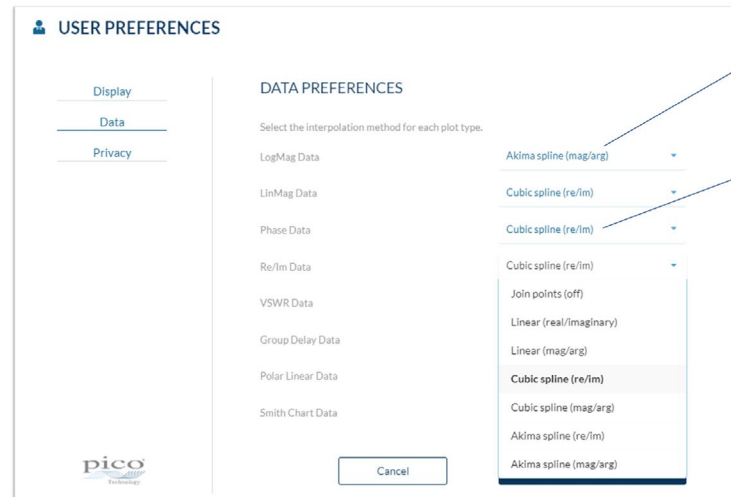 USER PREFERENCES
Display
Data
Privacy
DATA PREFERENCES
Select the interpolation method for each plot type.
LogMag Data Akima spline (mag/arg)
LinMag Data Cubic spline (re/im)
Phase Data Cubic spline (re/im)
Re/Im Data Cubic spline (re/im)
VSWR Data
Group Delay Data
Polar Linear Data
Smith Chart Data
Join points (off)
Linear (real/imaginary)
Linear (mag/arg)
Cubic spline (re/im)
Cubic spline (mag/arg)
Akima spline (re/im)
Akima spline (mag/arg)
pico
Technology
Cancel